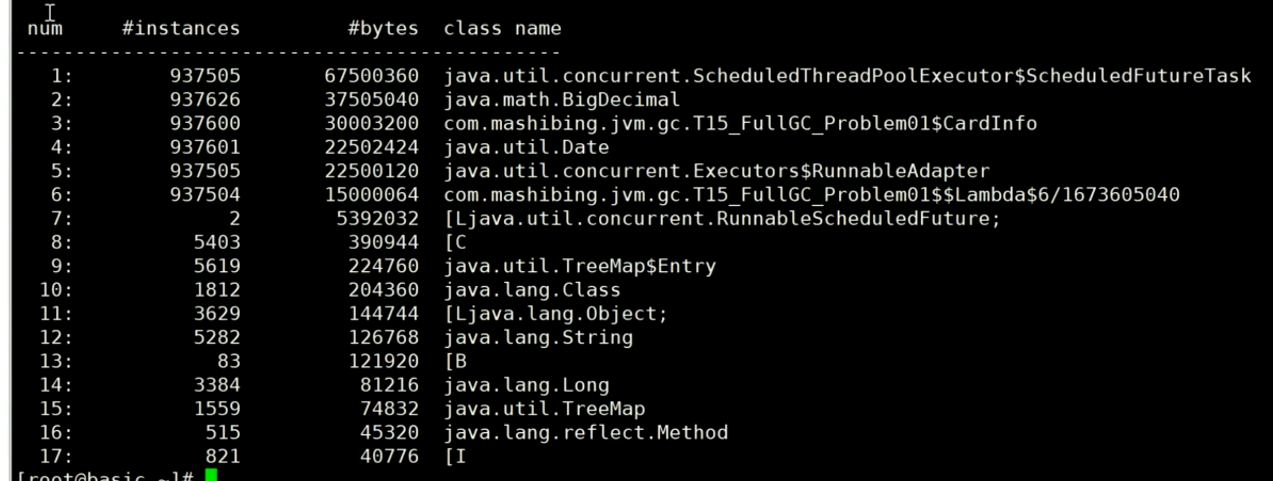 num #instances #bytes class name
----------------------------------------------
1: 937505 67500360 java.util.concurrent.ScheduledThreadPoolExecutor$ScheduledFutureTask
2: 937626 37505040 java.math.BigDecimal
3: 937600 30003200 com.mashibing.jvm.gc.T15_FullGC_Problem01$CardInfo
4: 937601 22502424 java.util.Date
5: 937505 22500120 java.util.concurrent.Executors$RunnableAdapter
6: 937504 15000064 com.mashibing.jvm.gc.T15_FullGC_Problem01$$Lambda$6/1673605040
7: 2 5392032 [Ljava.util.concurrent.RunnableScheduledFuture;
8: 5403 390944 [C
9: 5619 224760 java.util.TreeMap$Entry
10: 1812 204360 java.lang.Class
11: 3629 144744 [Ljava.lang.Object;
12: 5282 126768 java.lang.String
13: 83 121920 [B
14: 3384 81216 java.lang.Long
15: 1559 74832 java.util.TreeMap
16: 515 45320 java.lang.reflect.Method
17: 821 40776 [I
[root@basic ~]#